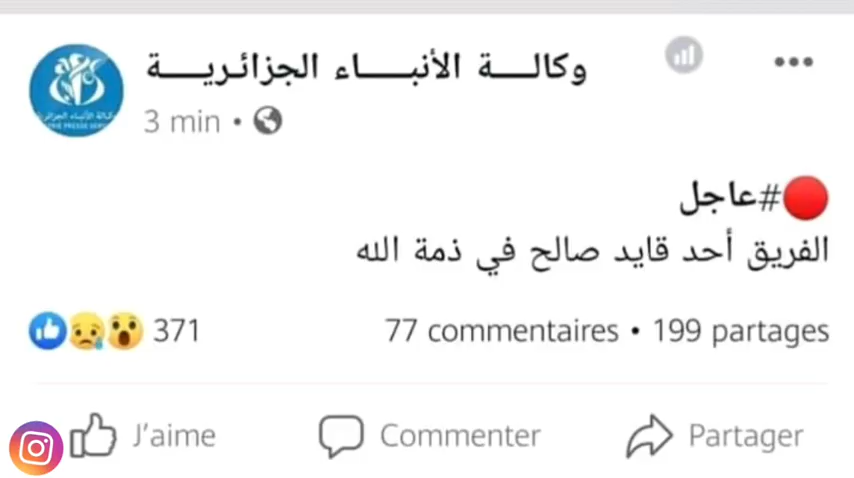 وكالـــة الأنبـــاء الجزائريـــة
3 min •
🔴#عاجل
الفريق أحد قايد صالح في ذمة الله
371
77 commentaires • 199 partages
J'aime
Commenter
Partager